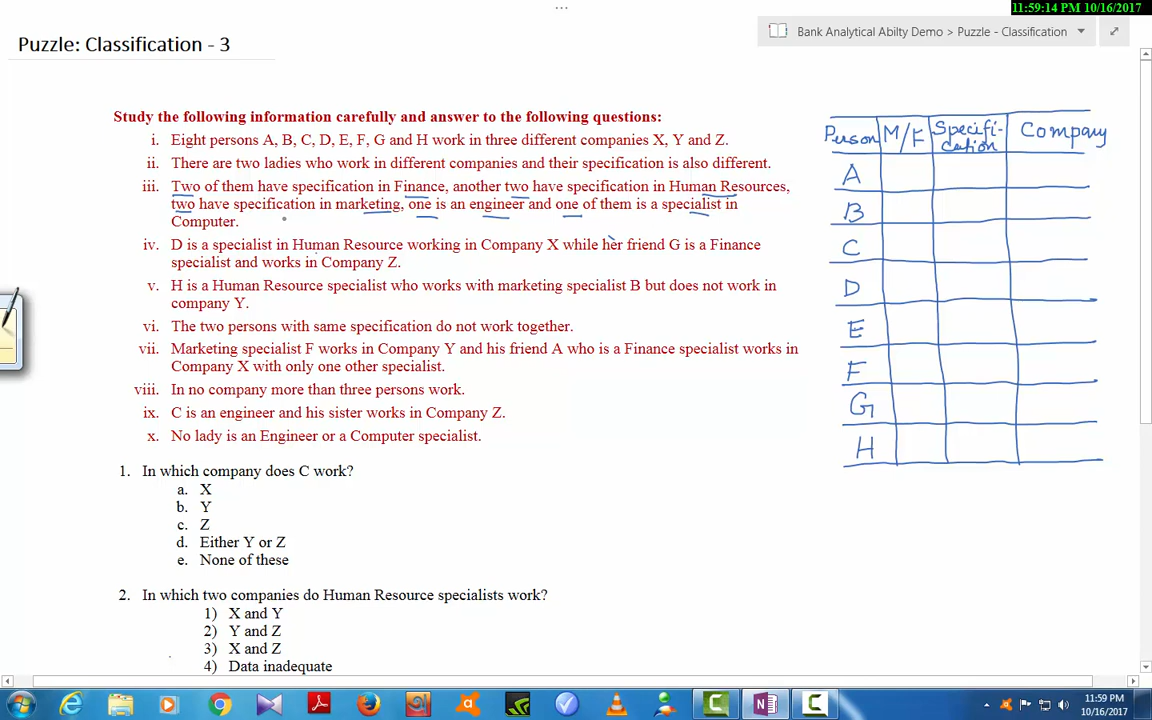 11:59:14 PM 10/16/2017
Puzzle: Classification - 3
Bank Analytical Abilty Demo > Puzzle - Classification
Study the following information carefully and answer to the following questions:
i. Eight persons A, B, C, D, E, F, G and H work in three different companies X, Y and Z.
ii. There are two ladies who work in different companies and their specification is also different.
iii. Two of them have specification in Finance, another two have specification in Human Resources,
two have specification in marketing, one is an engineer and one of them is a specialist in
Computer.
iv. D is a specialist in Human Resource working in Company X while her friend G is a Finance
specialist and works in Company Z.
v. H is a Human Resource specialist who works with marketing specialist B but does not work in
company Y.
vi. The two persons with same specification do not work together.
vii. Marketing specialist F works in Company Y and his friend A who is a Finance specialist works in
Company X with only one other specialist.
viii. In no company more than three persons work.
ix. C is an engineer and his sister works in Company Z.
x. No lady is an Engineer or a Computer specialist.
1. In which company does C work?
a. X
b. Y
c. Z
d. Either Y or Z
e. None of these
2. In which two companies do Human Resource specialists work?
1) X and Y
2) Y and Z
3) X and Z
4) Data inadequate
Person M/F Specifi- Company
cation
A
B
C
D
E
F
G
H
11:59 PM
10/16/2017